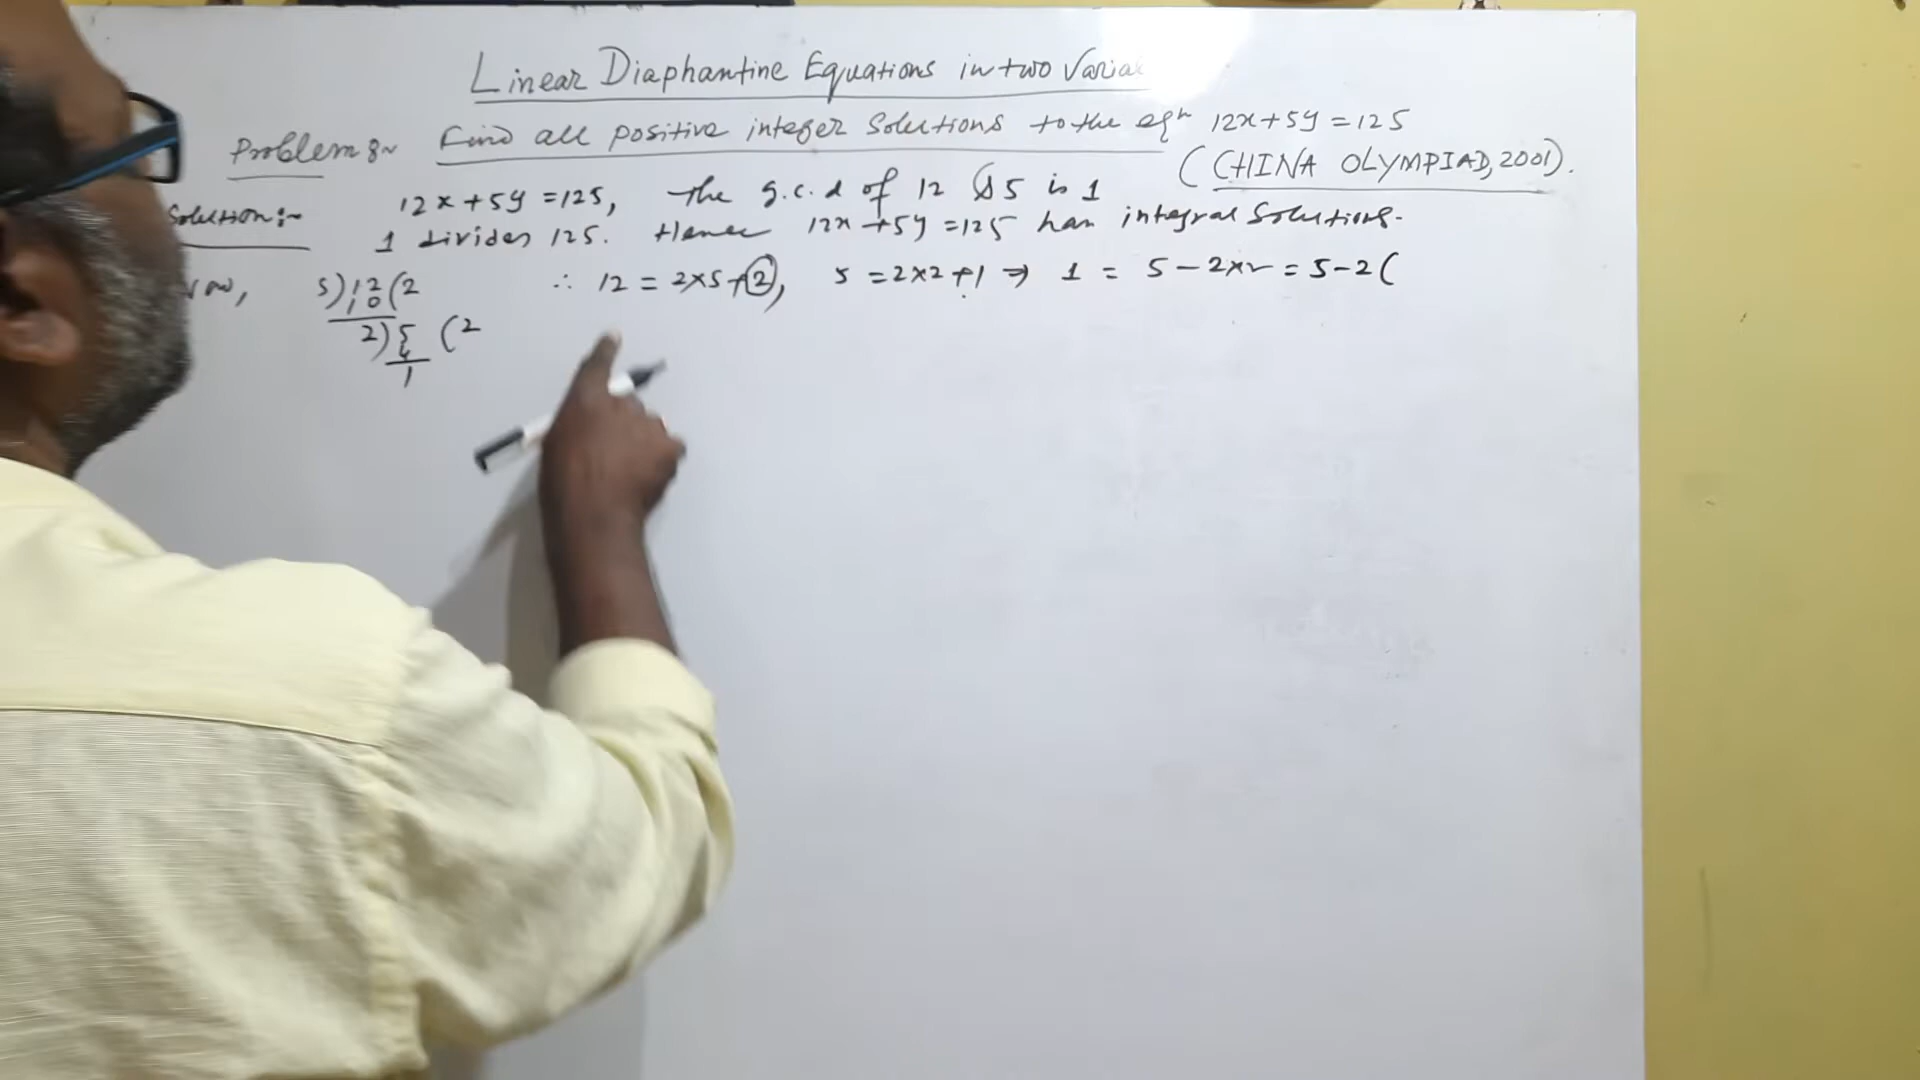 Linear Diaphantine Equations in two Varia
Problem :~ Find all positive integer Solutions to the eqn 12x+5y=125
(CHINA OLYMPIAD, 2001).
Solution:~ 12x+5y=125, the g.c.d of 12 & 5 is 1
1 divides 125. Hence 12x+5y=125 has integral Solutions.
5)12(2 ∴ 12 = 2×5+2, 5 = 2×2+1 ⇒ 1 = 5-2×2 = 5-2(
10
2)5(2
4
1